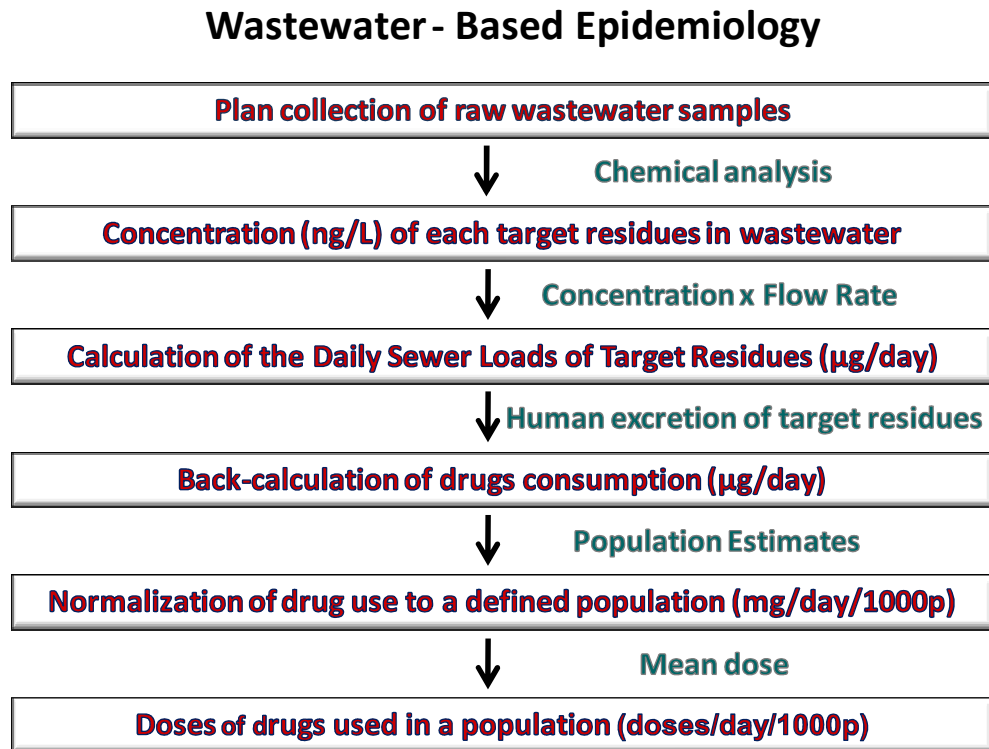 Wastewater - Based Epidemiology
Plan collection of raw wastewater samples
Chemical analysis
Concentration (ng/L) of each target residues in wastewater
Concentration x Flow Rate
Calculation of the Daily Sewer Loads of Target Residues (µg/day)
Human excretion of target residues
Back-calculation of drugs consumption (µg/day)
Population Estimates
Normalization of drug use to a defined population (mg/day/1000p)
Mean dose
Doses of drugs used in a population (doses/day/1000p)